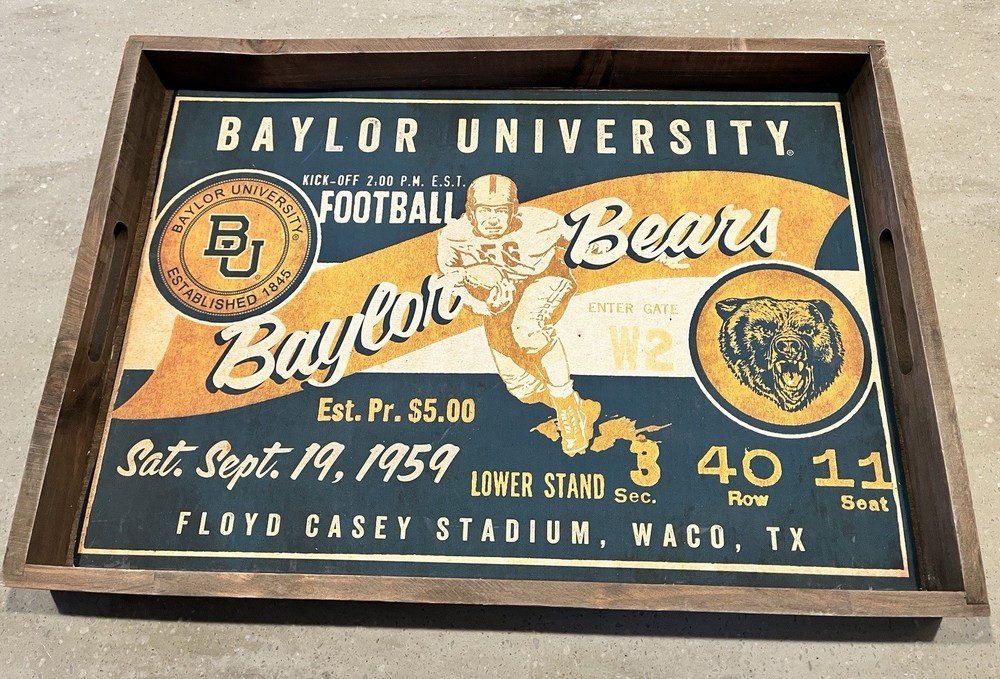 BAYLOR UNIVERSITY®
KICK-OFF 2:00 P.M. E.S.T.
FOOTBALL
BAYLOR UNIVERSITY®
BU
ESTABLISHED 1845
56
Baylor Bears
ENTER GATE
W2
Est. Pr. $5.00
Sat. Sept. 19, 1959
LOWER STAND
3
Sec.
40
Row
11
Seat
FLOYD CASEY STADIUM, WACO, TX